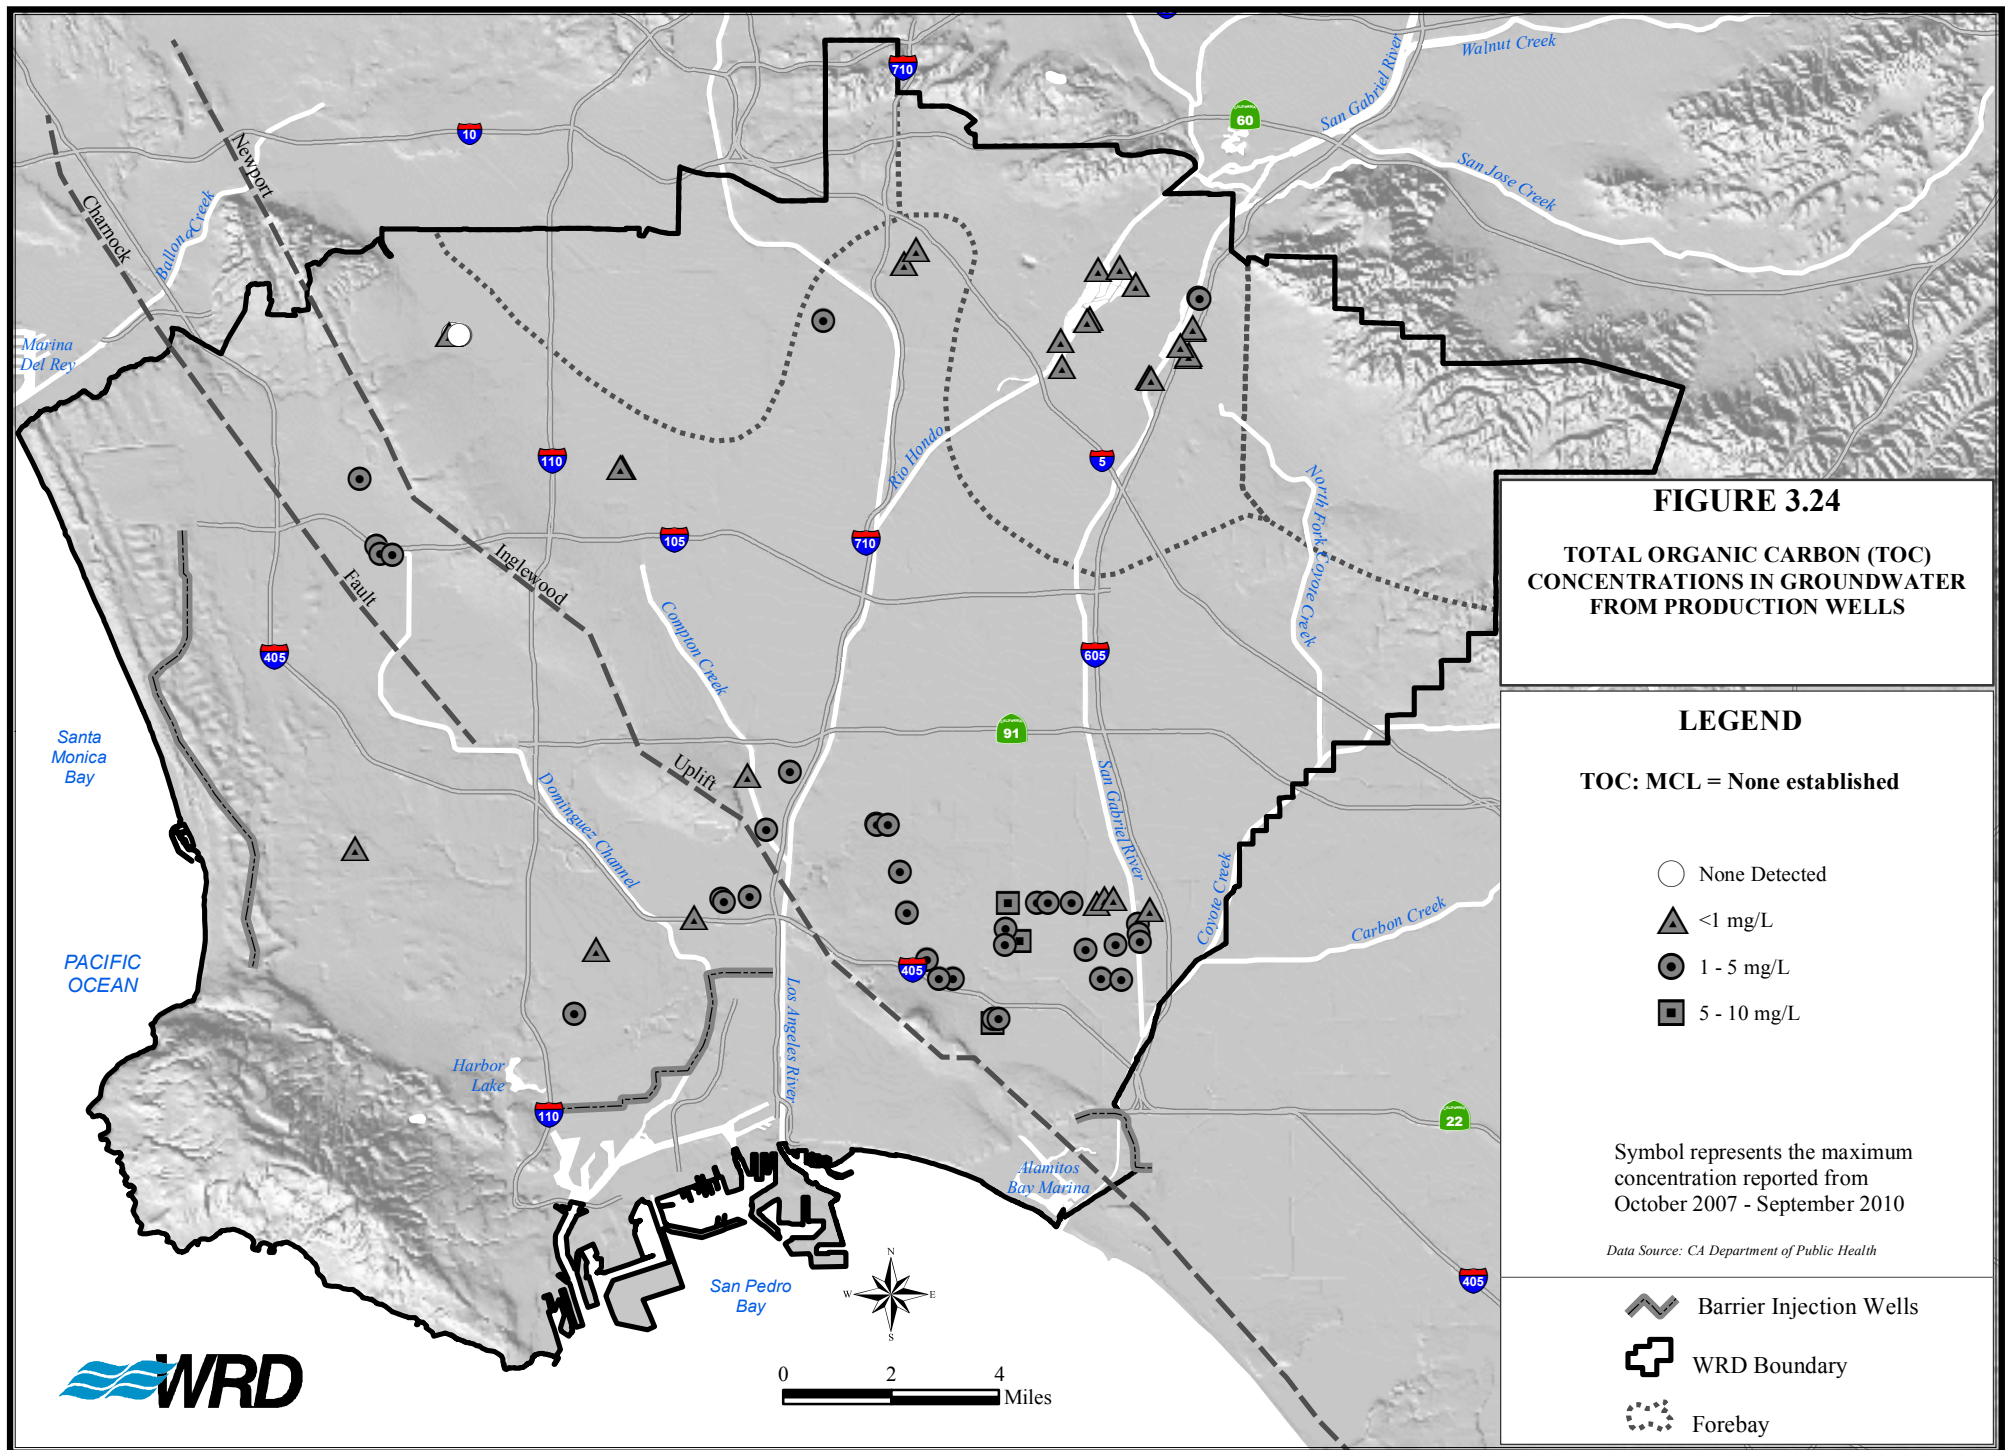 710
Walnut Creek
San Gabriel River
60
10
Newport
San Jose Creek
Charnock
Ballona Creek
Marina
Del Rey
110
Rio Hondo
5
North Fork Coyote Creek
105
710
Inglewood
Fault
Compton Creek
405
605
91
Santa
Monica
Bay
Uplift
Dominguez Channel
San Gabriel River
Coyote Creek
Carbon Creek
PACIFIC
OCEAN
405
Los Angeles River
Harbor
Lake
110
22
Alamitos
Bay Marina
San Pedro
Bay
405
N
W
E
S
0
2
4
Miles
WRD
FIGURE 3.24
TOTAL ORGANIC CARBON (TOC)
CONCENTRATIONS IN GROUNDWATER
FROM PRODUCTION WELLS
LEGEND
TOC: MCL = None established
None Detected
<1 mg/L
1 - 5 mg/L
5 - 10 mg/L
Symbol represents the maximum
concentration reported from
October 2007 - September 2010
Data Source: CA Department of Public Health
Barrier Injection Wells
WRD Boundary
Forebay